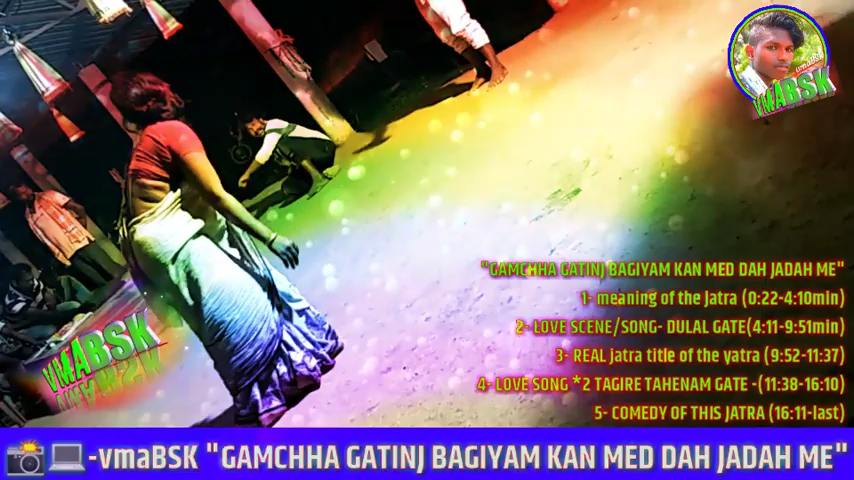 vmaBSK
VMABSK
"GAMCHHA GATINJ BAGIYAM KAN MED DAH JADAH ME"
1- meaning of the Jatra (0:22-4:10min)
2- LOVE SCENE/SONG- DULAL GATE(4:11-9:51min)
3- REAL jatra title of the yatra (9:52-11:37)
4- LOVE SONG *2 TAGIRE TAHENAM GATE -(11:38-16:10)
5- COMEDY OF THIS JATRA (16:11-last)
VMABSK
-vmaBSK "GAMCHHA GATINJ BAGIYAM KAN MED DAH JADAH ME"